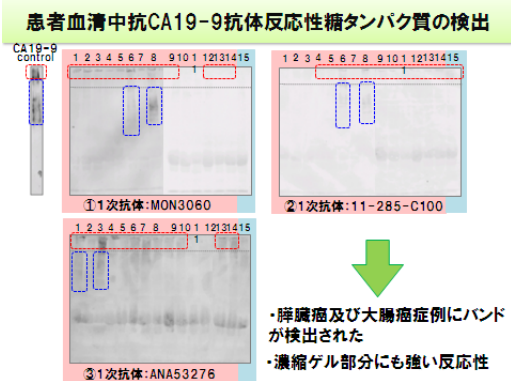 患者血清中抗CA19-9抗体反応性糖タンパク質の検出
CA19-9
control
1 2 3 4 5 6 7 8 9 10 1 12 13 14 15
1
1 2 3 4 5 6 7 8 9 10 1 12 13 14 15
1
①1次抗体:MON3060
②1次抗体:11-285-C100
1 2 3 4 5 6 7 8 9 10 1 12 13 14 15
1
③1次抗体:ANA53276
・膵臓癌及び大腸癌症例にバンド
が検出された
・濃縮ゲル部分にも強い反応性